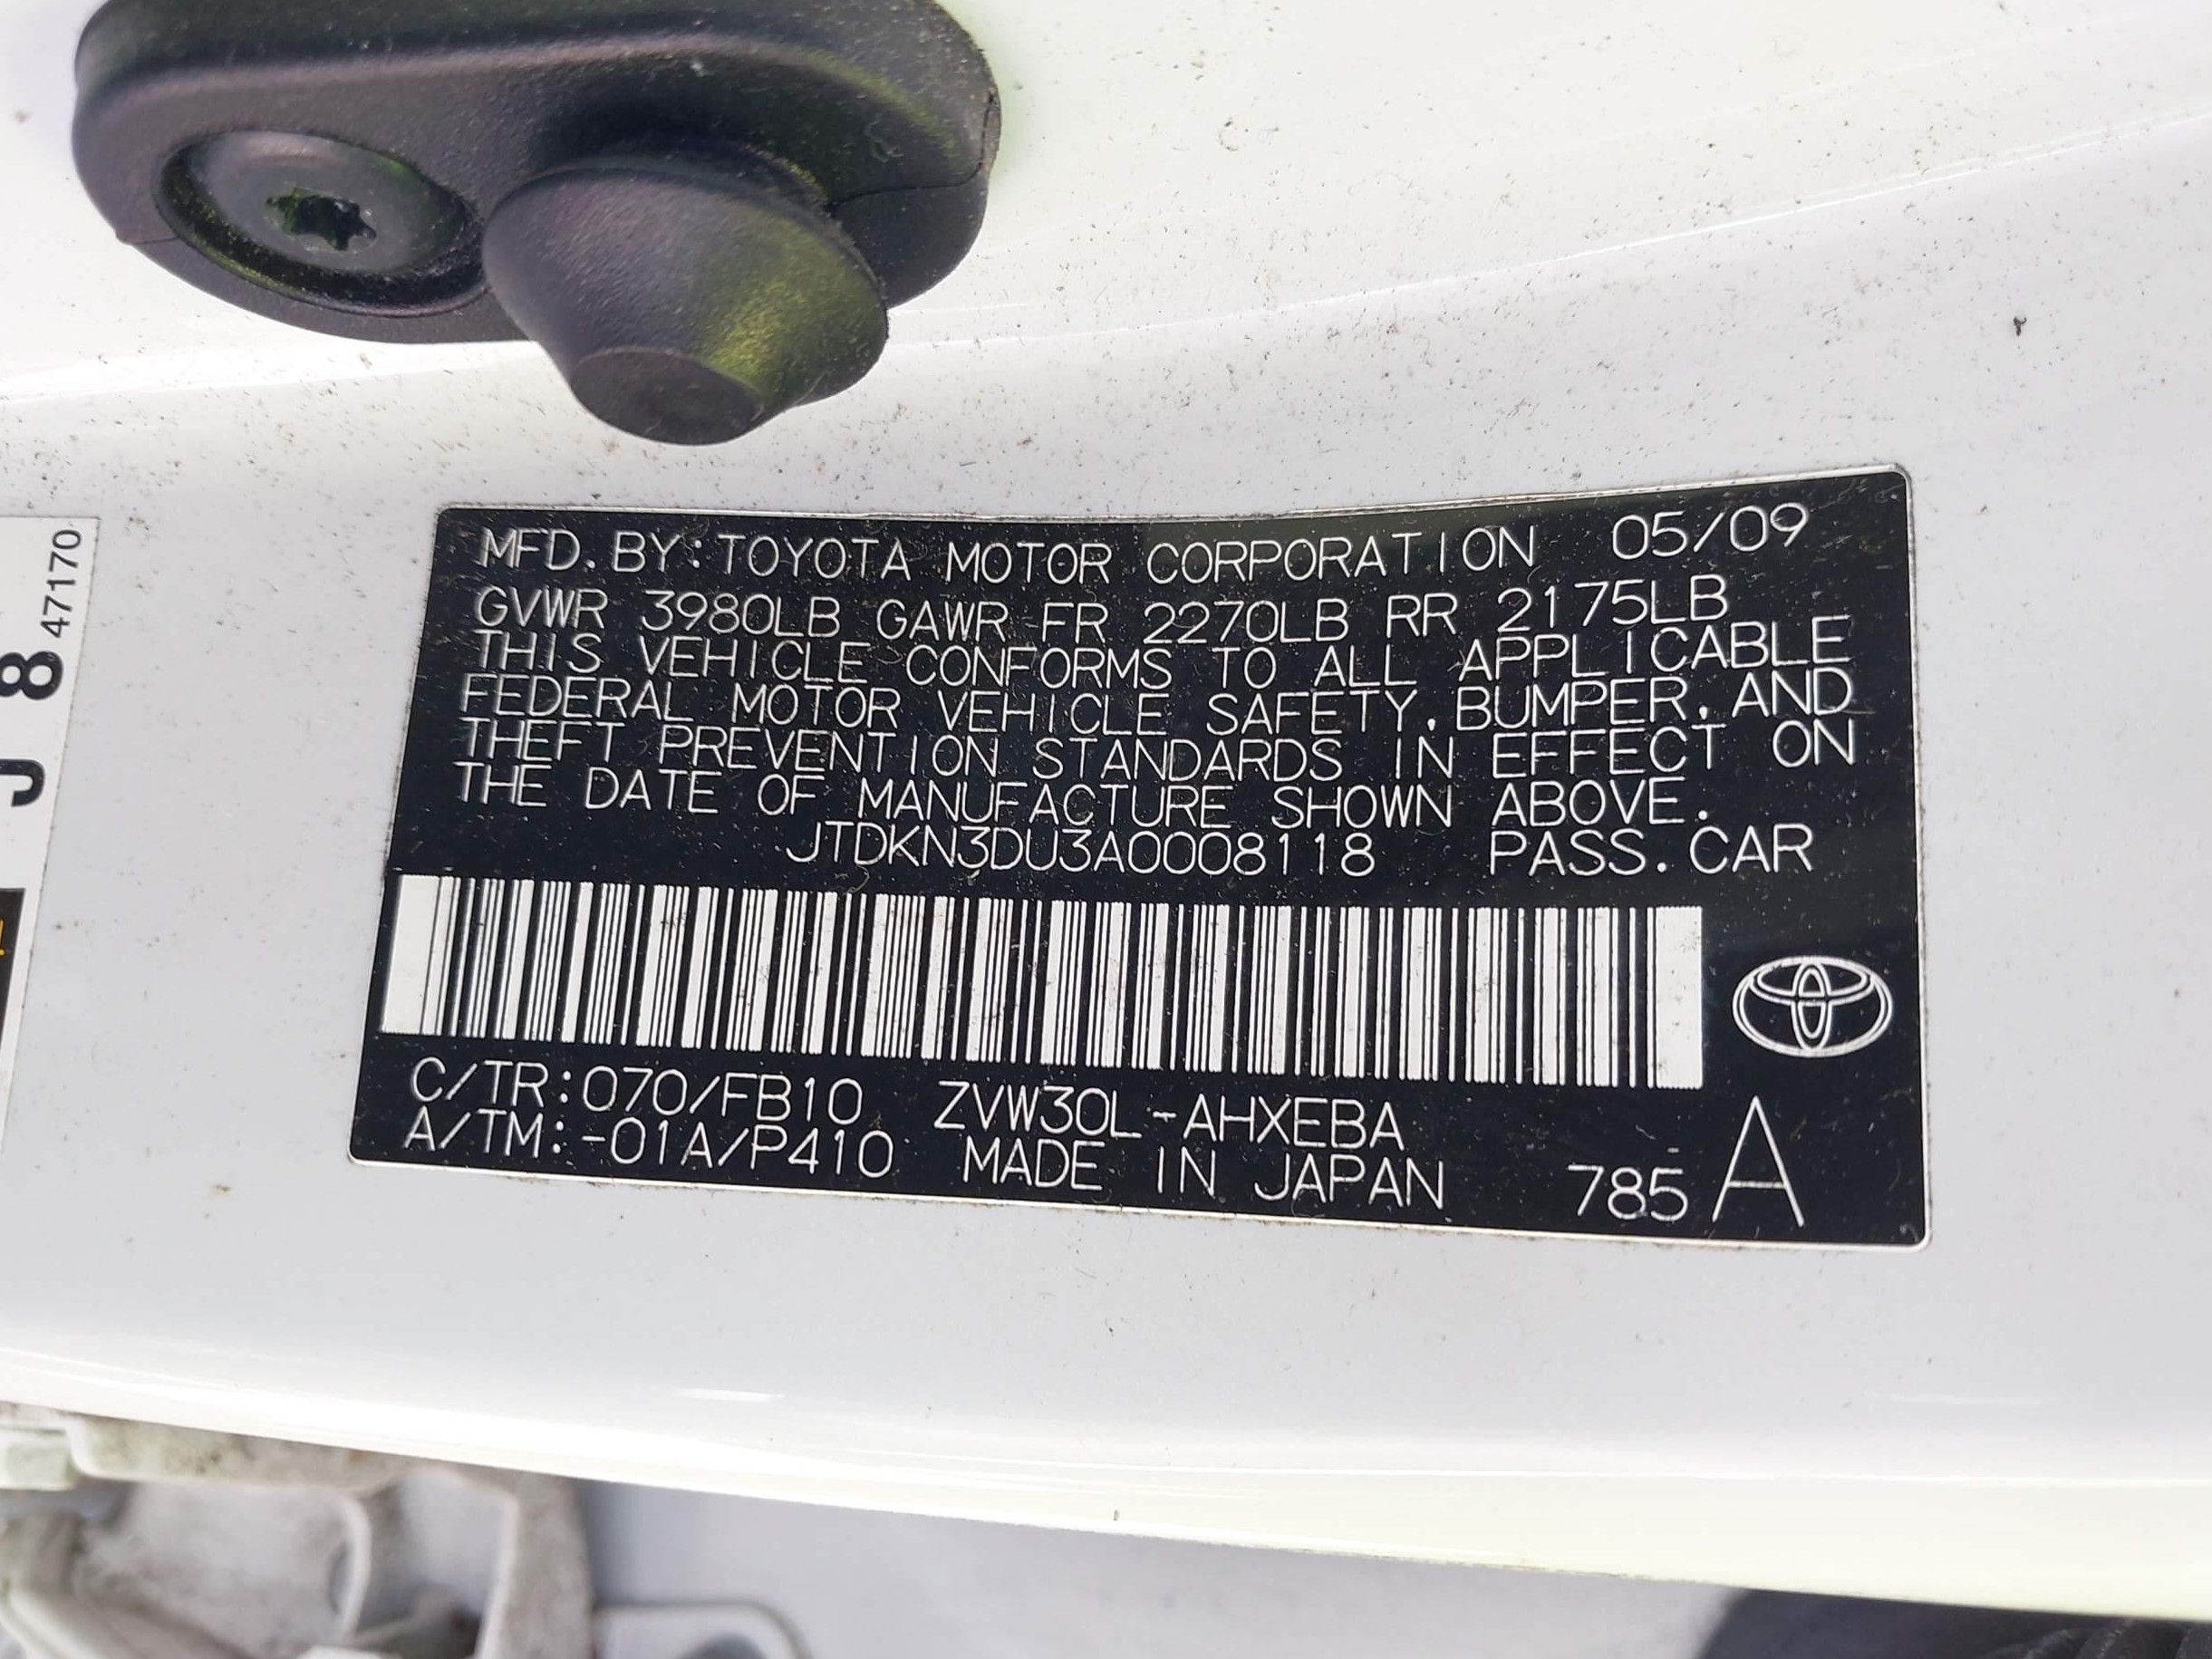 MFD. BY: TOYOTA MOTOR CORPORATION 05/09
GVWR 3980LB GAWR FR 2270LB RR 2175LB
THIS VEHICLE CONFORMS TO ALL APPLICABLE
FEDERAL MOTOR VEHICLE SAFETY, BUMPER, AND
THEFT PREVENTION STANDARDS IN EFFECT ON
THE DATE OF MANUFACTURE SHOWN ABOVE.
JTDKN3DU3A0008118 PASS. CAR
C/TR:070/FB10 ZVW30L-AHXEBA
A/TM:-01A/P410 MADE IN JAPAN 785 A
J 8 47170